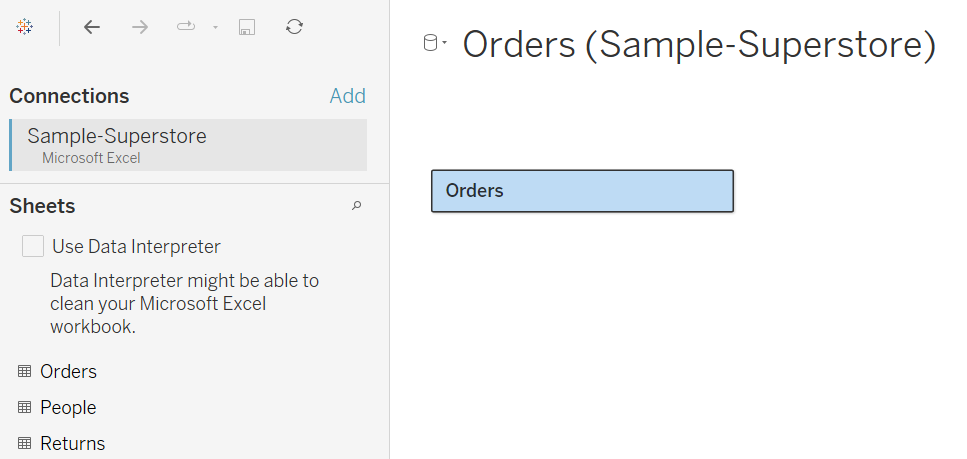 Connections
Add
Sample-Superstore
Microsoft Excel
Sheets
Use Data Interpreter
Data Interpreter might be able to
clean your Microsoft Excel
workbook.
Orders
People
Returns
Orders (Sample-Superstore)
Orders